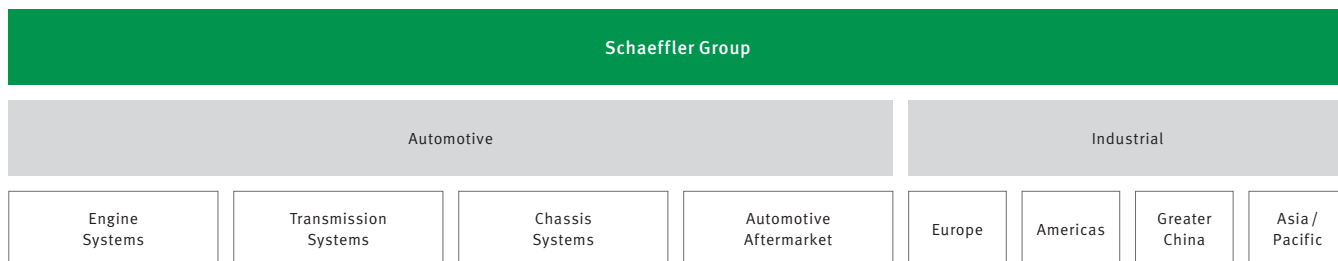 Schaeffler Group
Automotive
Industrial
Engine
Systems
Transmission
Systems
Chassis
Systems
Automotive
Aftermarket
Europe
Americas
Greater
China
Asia /
Pacific